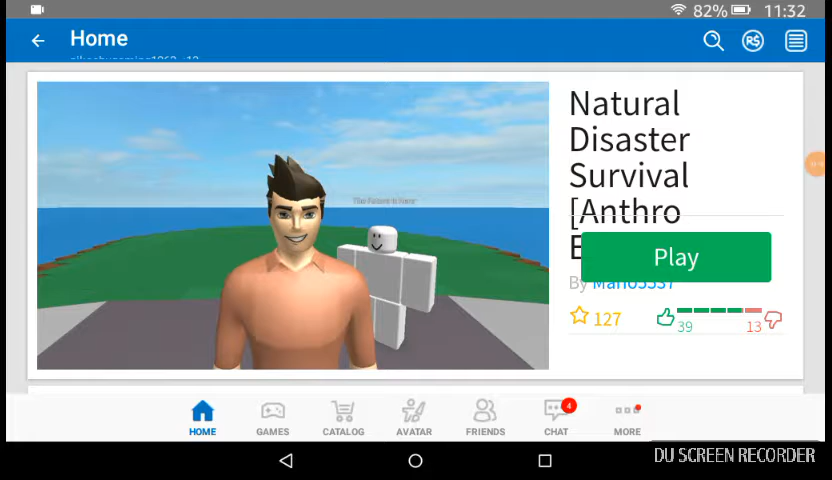 82% 11:32
Home
Natural
Disaster
Survival
[Anthro
Play
By Mario5537
127
39
13
HOME
GAMES
CATALOG
AVATAR
FRIENDS
4
CHAT
MORE
DU SCREEN RECORDER